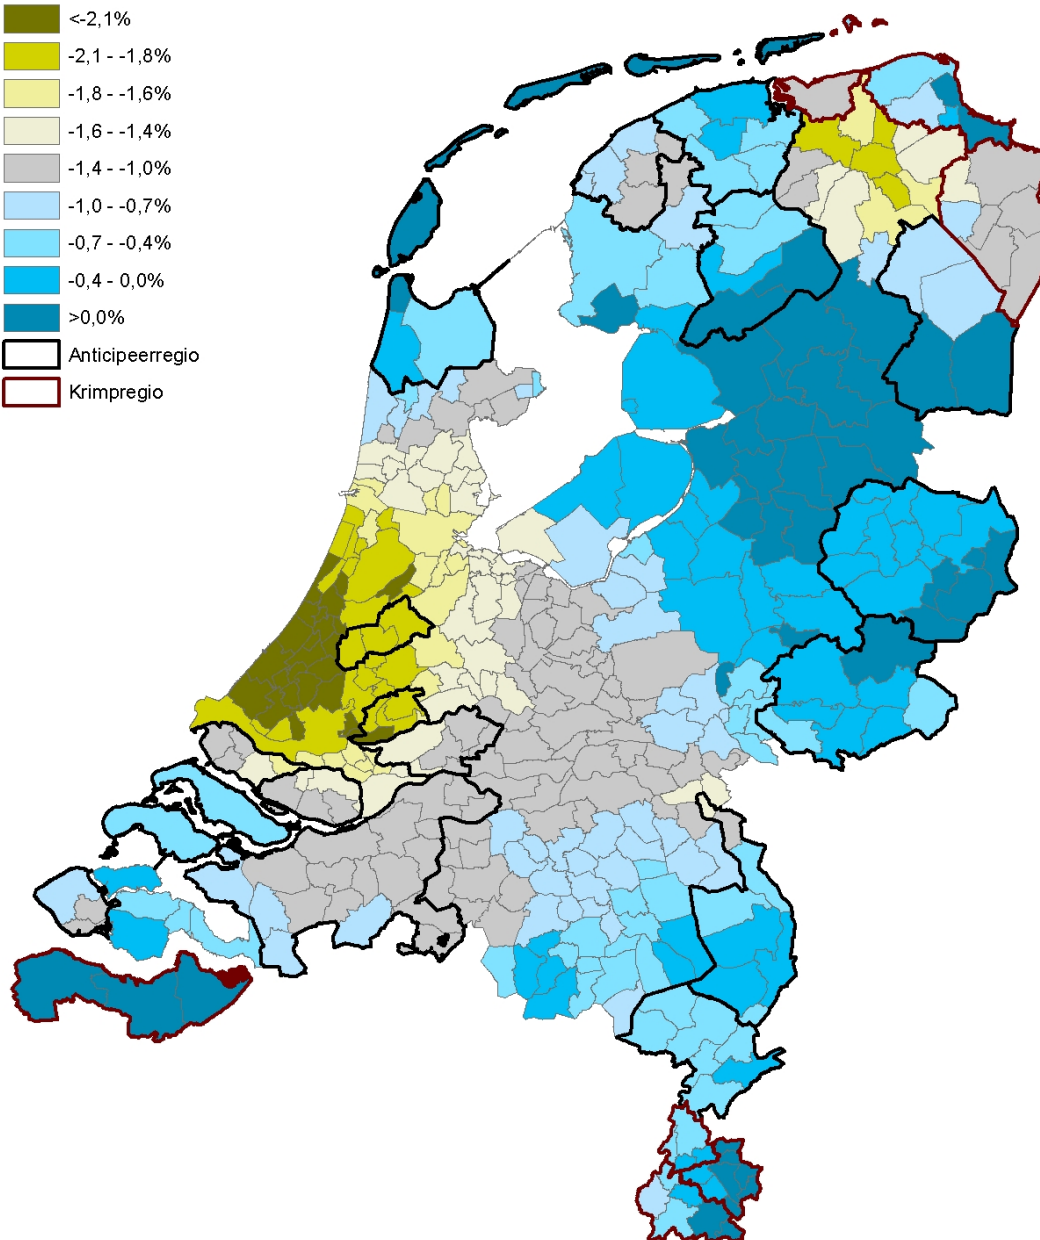 <-2,1%
-2,1 - -1,8%
-1,8 - -1,6%
-1,6 - -1,4%
-1,4 - -1,0%
-1,0 - -0,7%
-0,7 - -0,4%
-0,4 - 0,0%
>0,0%
Anticipeerregio
Krimpregio